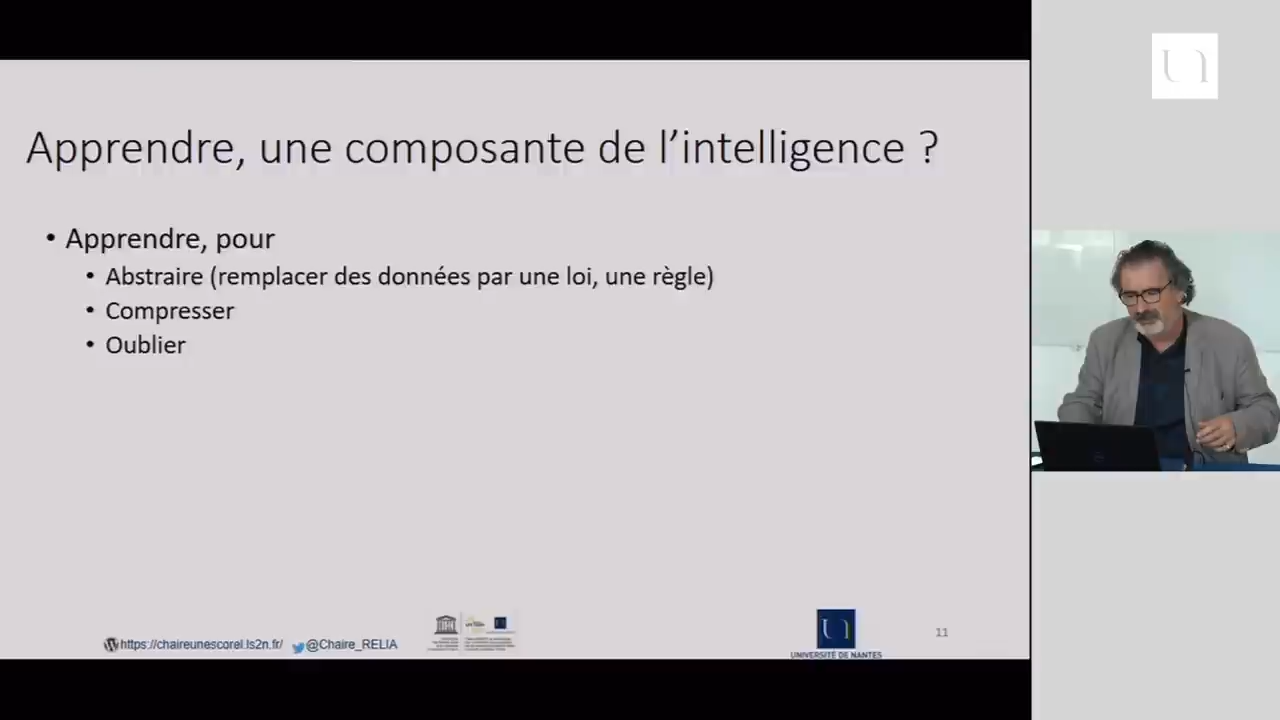 Apprendre, une composante de l'intelligence ?
• Apprendre, pour
• Abstraire (remplacer des données par une loi, une règle)
• Compresser
• Oublier
https://chaireunescorel.ls2n.fr/ @Chaire_RELIA
UNIVERSITÉ DE NANTES
11